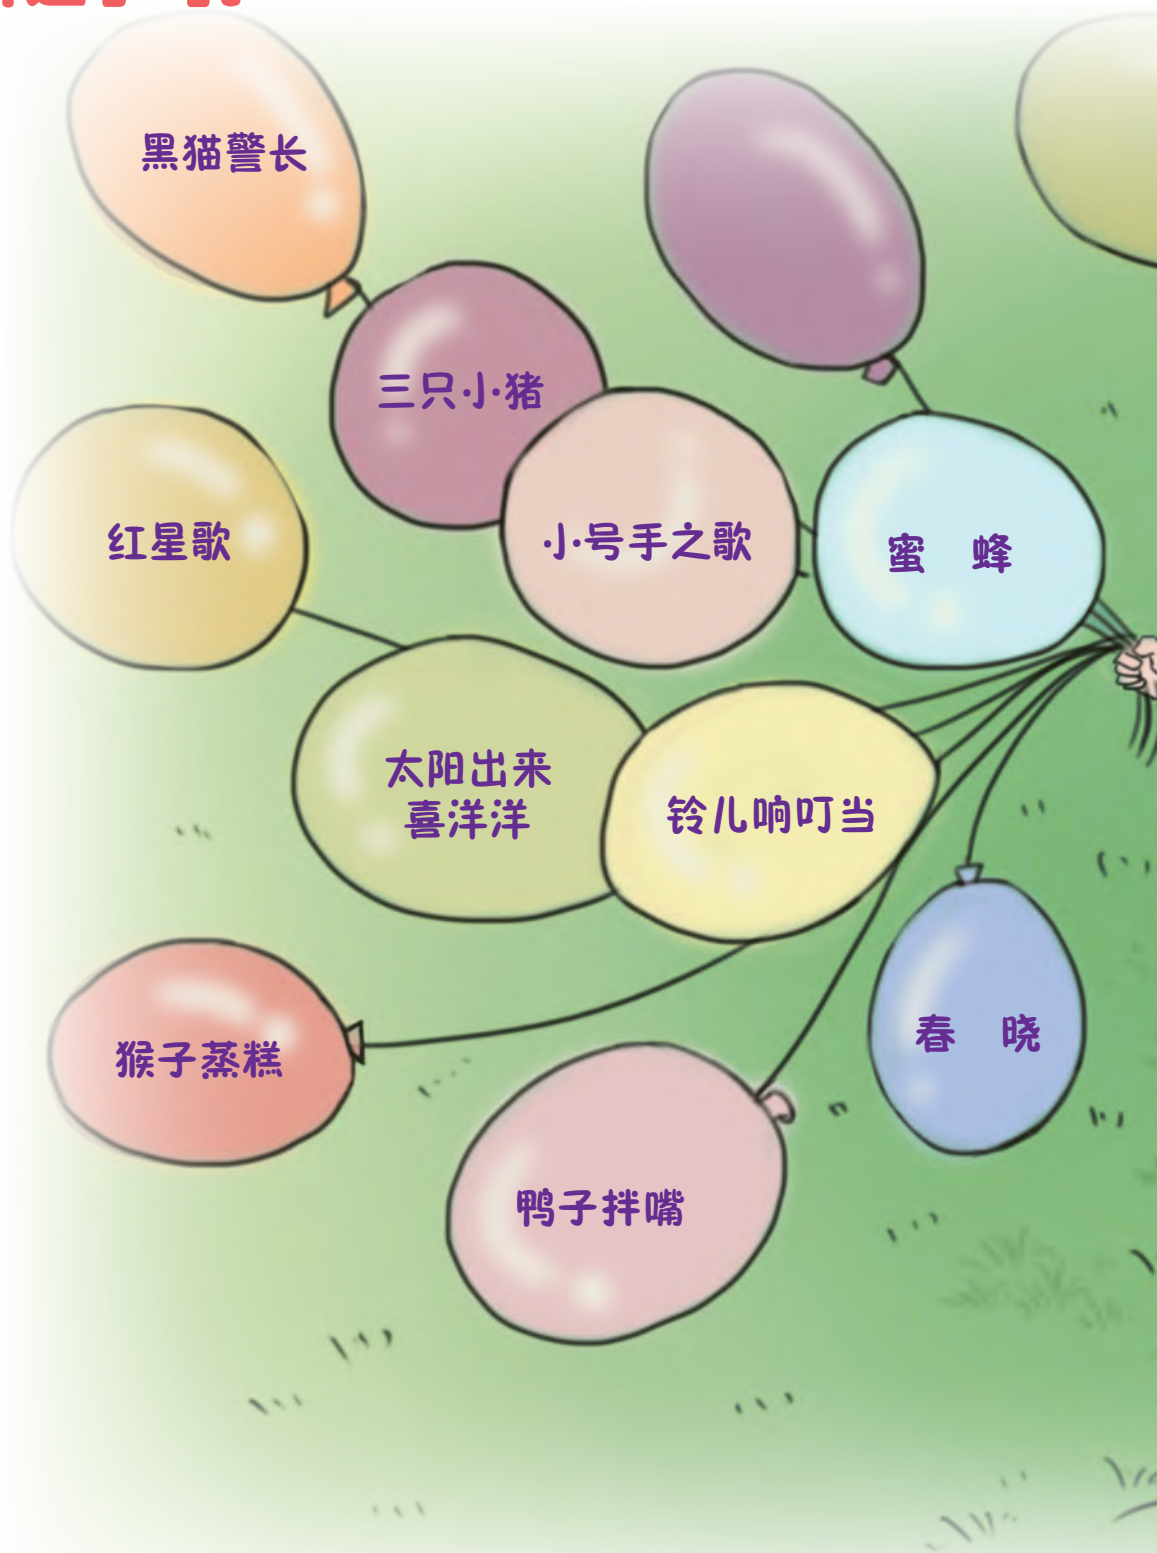 黑猫警长
三只小猪
红星歌
小号手之歌
蜜 蜂
太阳出来
喜洋洋
铃儿响叮当
猴子蒸糕
春 晓
鸭子拌嘴